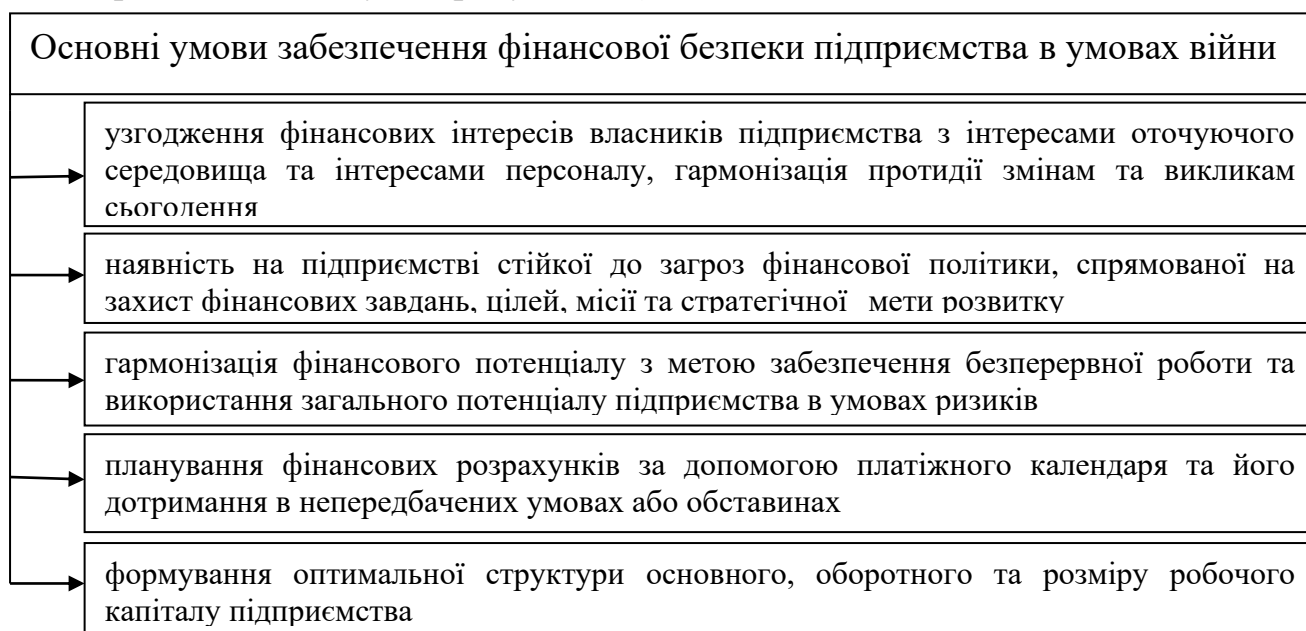 Основні умови забезпечення фінансової безпеки підприємства в умовах війни
узгодження фінансових інтересів власників підприємства з інтересами оточуючого
середовища та інтересами персоналу, гармонізація протидії змінам та викликам
сьогодення
наявність на підприємстві стійкої до загроз фінансової політики, спрямованої на
захист фінансових завдань, цілей, місії та стратегічної мети розвитку
гармонізація фінансового потенціалу з метою забезпечення безперервної роботи та
використання загального потенціалу підприємства в умовах ризиків
планування фінансових розрахунків за допомогою платіжного календаря та його
дотримання в непередбачених умовах або обставинах
формування оптимальної структури основного, оборотного та розміру робочого
капіталу підприємства